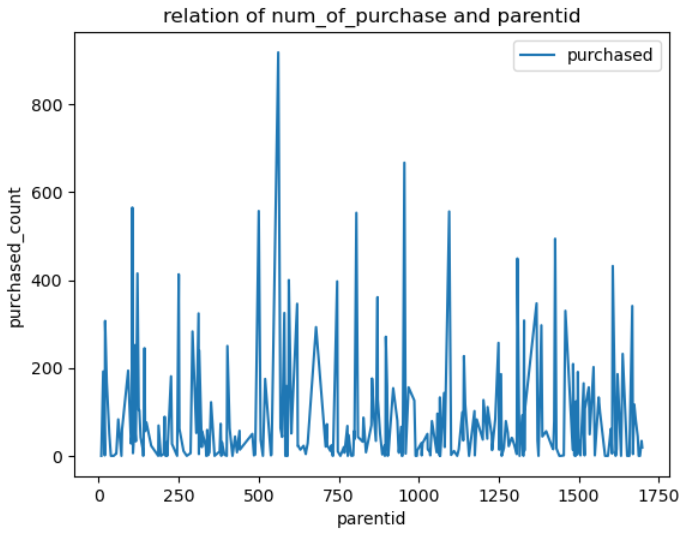 relation of num_of_purchase and parentid
purchased
800
600
400
200
0
purchased_count
0 250 500 750 1000 1250 1500 1750
parentid